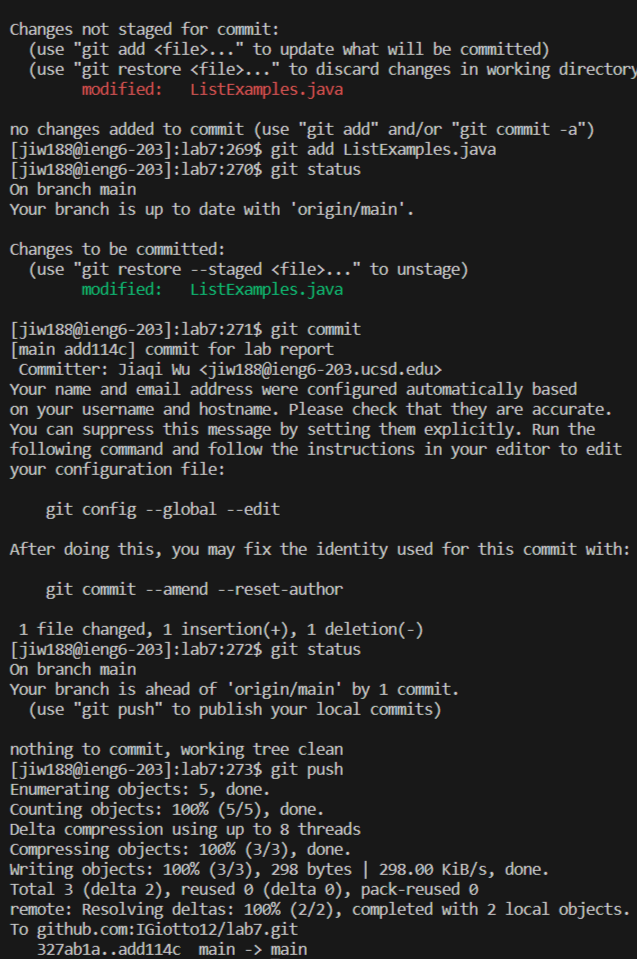 Changes not staged for commit:
  (use "git add <file>..." to update what will be committed)
  (use "git restore <file>..." to discard changes in working directory
        modified:   ListExamples.java

no changes added to commit (use "git add" and/or "git commit -a")
[jiw188@ieng6-203]:lab7:269$ git add ListExamples.java
[jiw188@ieng6-203]:lab7:270$ git status
On branch main
Your branch is up to date with 'origin/main'.

Changes to be committed:
  (use "git restore --staged <file>..." to unstage)
        modified:   ListExamples.java

[jiw188@ieng6-203]:lab7:271$ git commit
[main add114c] commit for lab report
 Committer: Jiaqi Wu <jiw188@ieng6-203.ucsd.edu>
Your name and email address were configured automatically based
on your username and hostname. Please check that they are accurate.
You can suppress this message by setting them explicitly. Run the
following command and follow the instructions in your editor to edit
your configuration file:

    git config --global --edit

After doing this, you may fix the identity used for this commit with:

    git commit --amend --reset-author

 1 file changed, 1 insertion(+), 1 deletion(-)
[jiw188@ieng6-203]:lab7:272$ git status
On branch main
Your branch is ahead of 'origin/main' by 1 commit.
  (use "git push" to publish your local commits)

nothing to commit, working tree clean
[jiw188@ieng6-203]:lab7:273$ git push
Enumerating objects: 5, done.
Counting objects: 100% (5/5), done.
Delta compression using up to 8 threads
Compressing objects: 100% (3/3), done.
Writing objects: 100% (3/3), 298 bytes | 298.00 KiB/s, done.
Total 3 (delta 2), reused 0 (delta 0), pack-reused 0
remote: Resolving deltas: 100% (2/2), completed with 2 local objects.
To github.com:IGiotto12/lab7.git
   327ab1a..add114c  main -> main